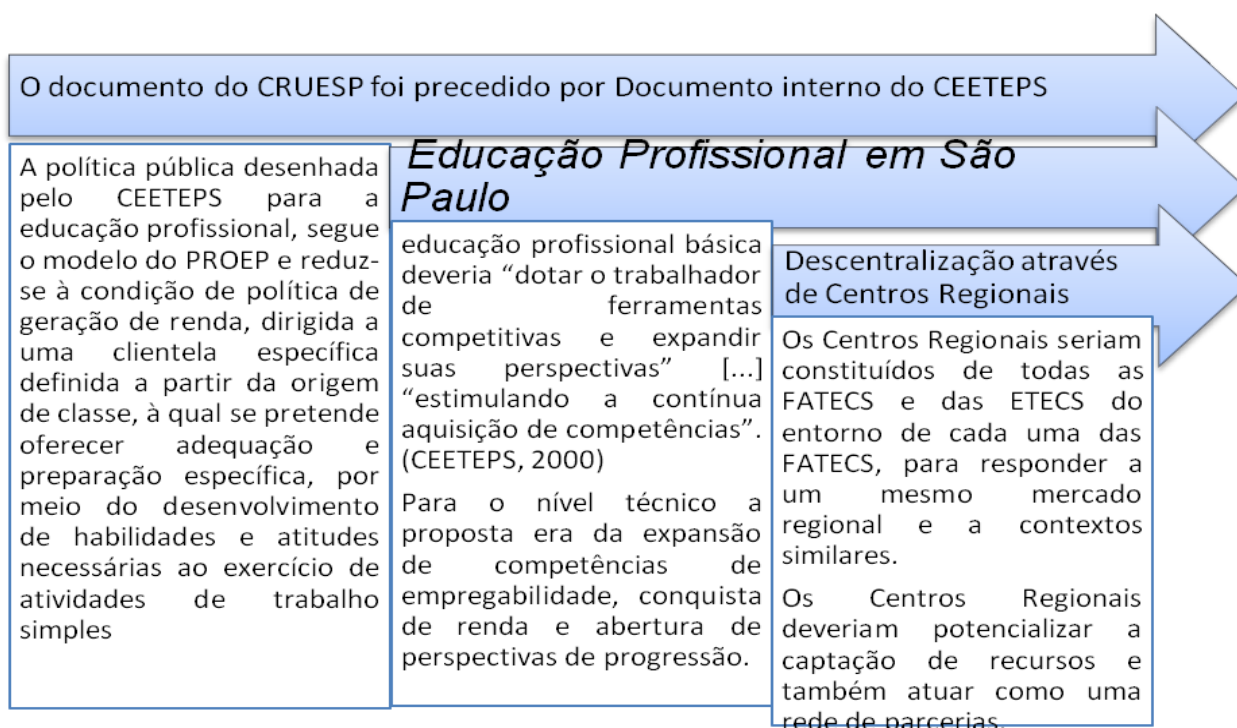 O documento do CRUESP foi precedido por Documento interno do CEETEPS
A política pública desenhada
pelo CEETEPS para a
educação profissional, segue
o modelo do PROEP e reduz-
se à condição de política de
geração de renda, dirigida a
uma clientela específica
definida a partir da origem
de classe, à qual se pretende
oferecer adequação e
preparação específica, por
meio do desenvolvimento
de habilidades e atitudes
necessárias ao exercício de
atividades de trabalho
simples
Educação Profissional em São
Paulo
educação profissional básica
deveria “dotar o trabalhador
de ferramentas
competitivas e expandir
suas perspectivas” [...]
“estimulando a contínua
aquisição de competências”.
(CEETEPS, 2000)
Para o nível técnico a
proposta era da expansão
de competências de
empregabilidade, conquista
de renda e abertura de
perspectivas de progressão.
Descentralização através
de Centros Regionais
Os Centros Regionais seriam
constituídos de todas as
FATECS e das ETECS do
entorno de cada uma das
FATECS, para responder a
um mesmo mercado
regional e a contextos
similares.
Os Centros Regionais
deveriam potencializar a
captação de recursos e
também atuar como uma
rede de parcerias.